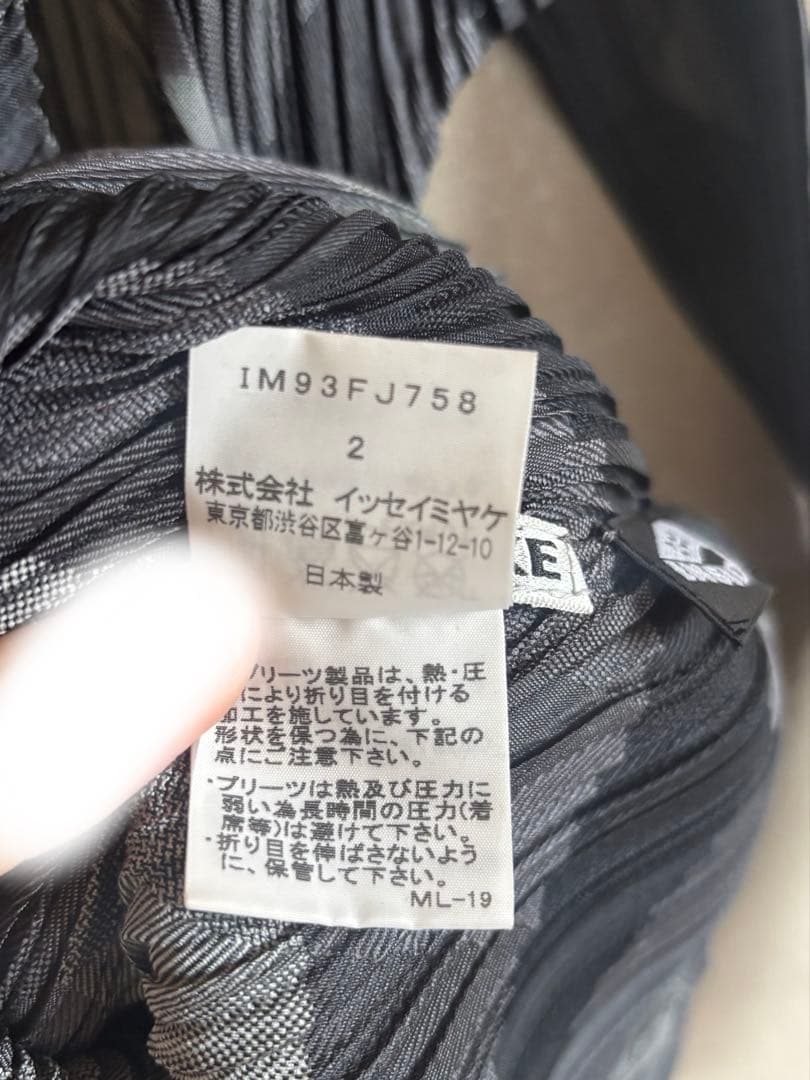 IM93FJ758
2
株式会社 イッセイミヤケ
東京都渋谷区富ヶ谷1-12-10
日本製
KE
プリーツ製品は、熱・圧
により折り目を付ける
加工を施しています。
形状を保つ為に、下記の
点にご注意下さい。
・プリーツは熱及び圧力に
弱い為長時間の圧力(着
席等)は避けて下さい。
・折り目を伸ばさないよう
に、保管して下さい。
ML-19